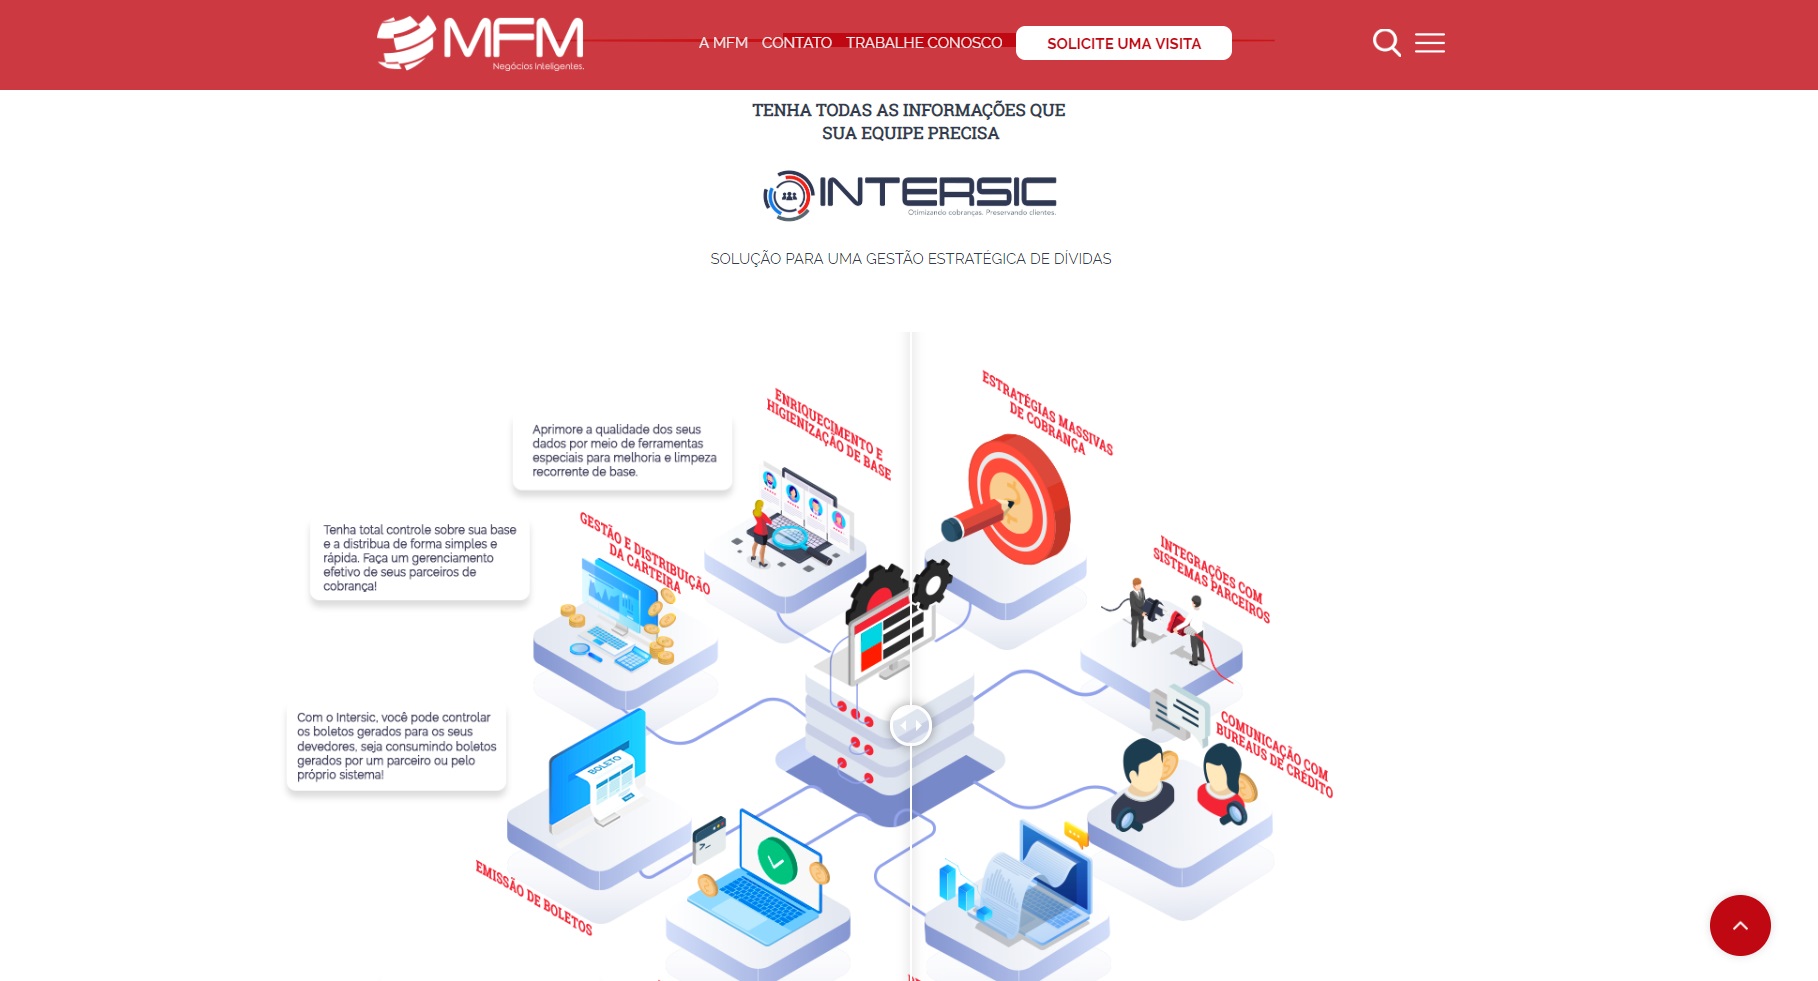 MFM
Negócios Inteligentes.
A MFM
CONTATO
TRABALHE CONOSCO
SOLICITE UMA VISITA
TENHA TODAS AS INFORMAÇÕES QUE
SUA EQUIPE PRECISA
INTERSIC
Otimizando cobranças. Preservando clientes.
SOLUÇÃO PARA UMA GESTÃO ESTRATÉGICA DE DÍVIDAS
ENRIQUECIMENTO E
HIGIENIZAÇÃO DE BASE
ESTRATÉGIAS MASSIVAS
DE COBRANÇA
Aprimore a qualidade dos seus
dados por meio de ferramentas
especiais para melhoria e limpeza
recorrente de base.
GESTÃO E DISTRIBUIÇÃO
DA CARTEIRA
Tenha total controle sobre sua base
e a distribua de forma simples e
rápida. Faça um gerenciamento
efetivo de seus parceiros de
cobrança!
INTEGRAÇÕES COM
SISTEMAS PARCEIROS
COMUNICAÇÃO COM
BUREAUS DE CRÉDITO
Com o Intersic, você pode controlar
os boletos gerados para os seus
devedores, seja consumindo boletos
gerados por um parceiro ou pelo
próprio sistema!
BOLETO
EMISSÃO DE BOLETOS